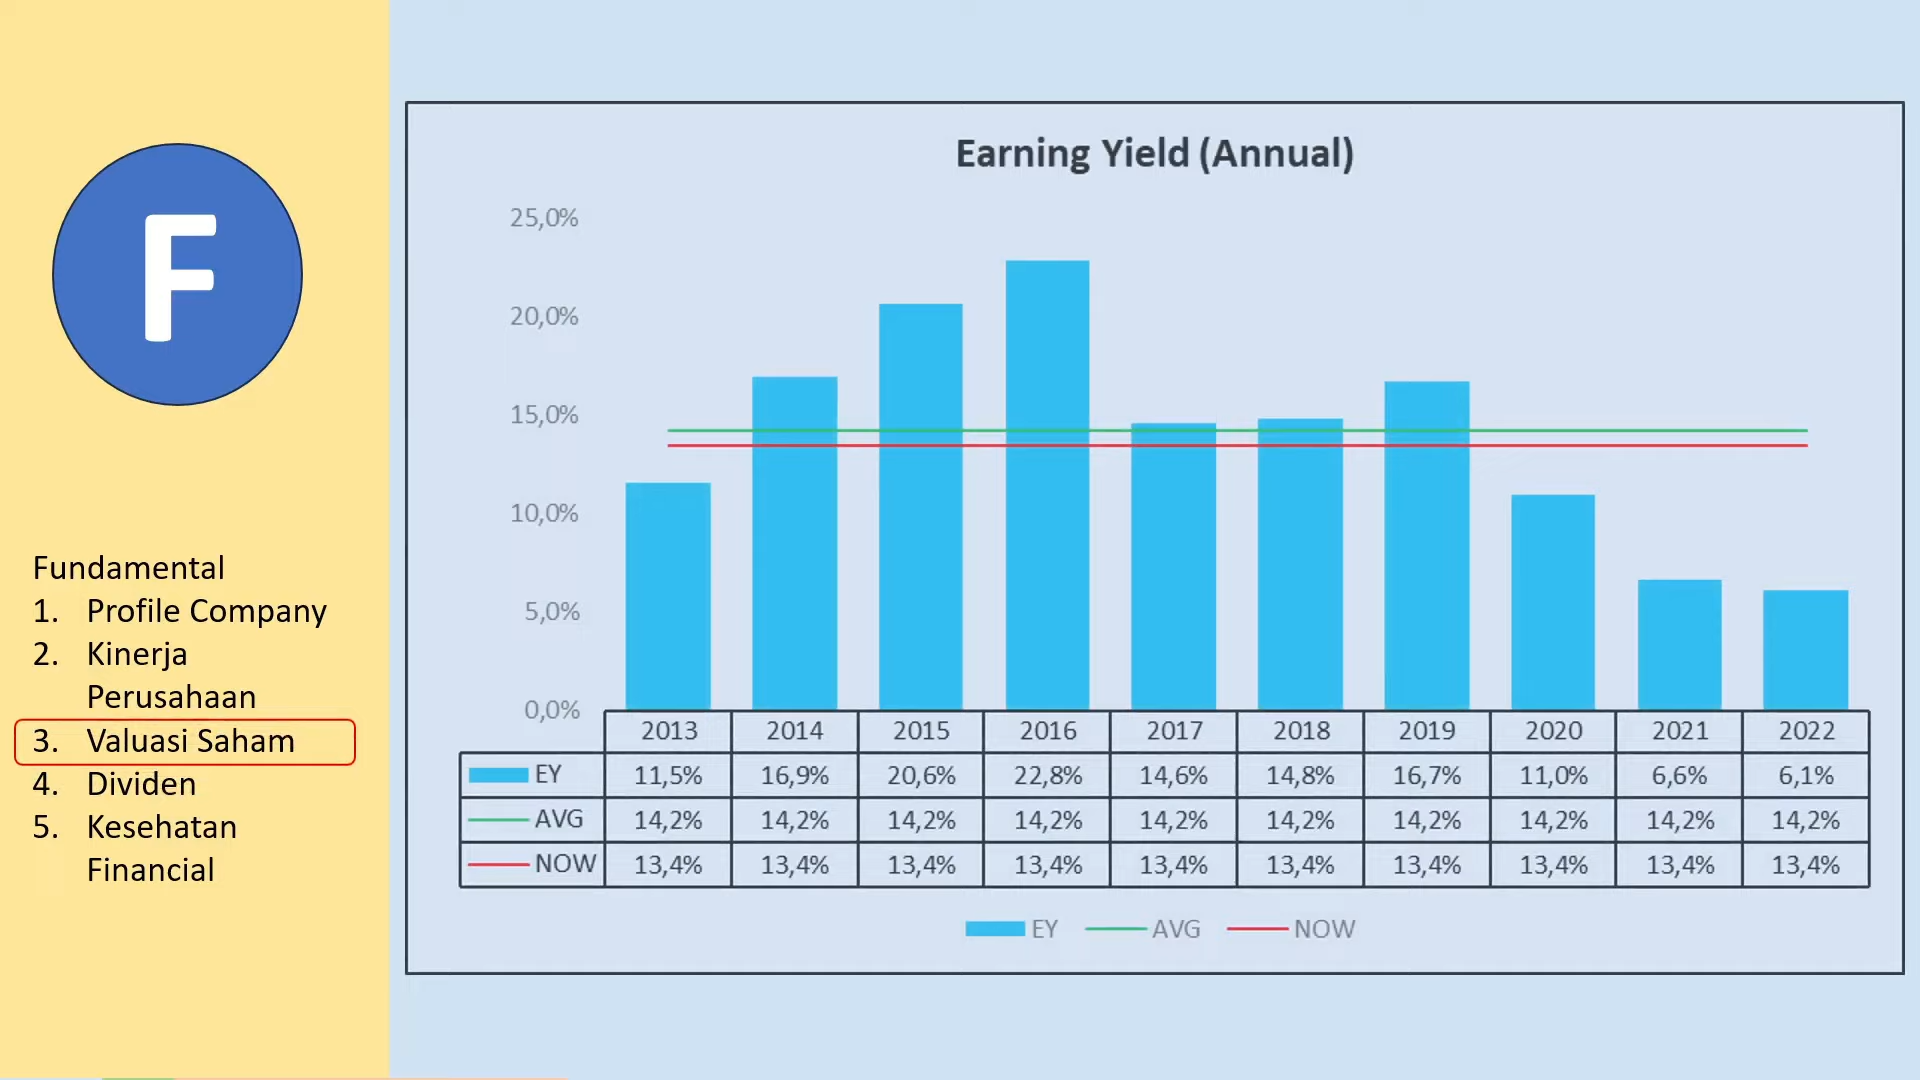 F
Fundamental
1. Profile Company
2. Kinerja
Perusahaan
3. Valuasi Saham
4. Dividen
5. Kesehatan
Financial
Earning Yield (Annual)
25,0%
20,0%
15,0%
10,0%
5,0%
0,0%
2013 2014 2015 2016 2017 2018 2019 2020 2021 2022
EY 11,5% 16,9% 20,6% 22,8% 14,6% 14,8% 16,7% 11,0% 6,6% 6,1%
AVG 14,2% 14,2% 14,2% 14,2% 14,2% 14,2% 14,2% 14,2% 14,2% 14,2%
NOW 13,4% 13,4% 13,4% 13,4% 13,4% 13,4% 13,4% 13,4% 13,4% 13,4%
EY AVG NOW